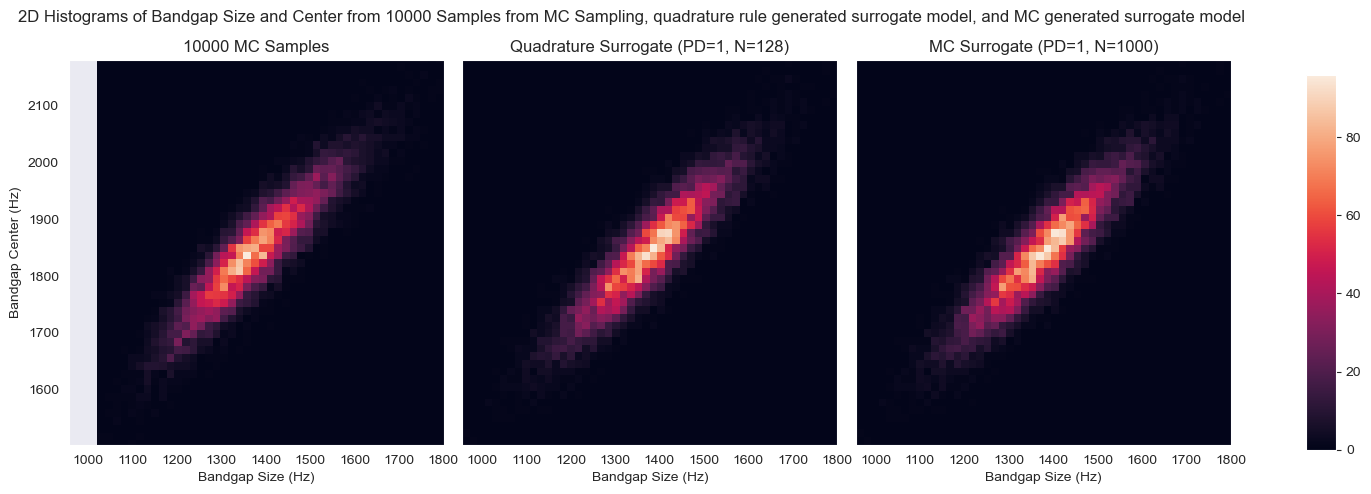 2D Histograms of Bandgap Size and Center from 10000 Samples from MC Sampling, quadrature rule generated surrogate model, and MC generated surrogate model
10000 MC Samples
Quadrature Surrogate (PD=1, N=128)
MC Surrogate (PD=1, N=1000)
Bandgap Center (Hz)
2100
2000
1900
1800
1700
1600
1000 1100 1200 1300 1400 1500 1600 1700 1800
Bandgap Size (Hz)
1000 1100 1200 1300 1400 1500 1600 1700 1800
Bandgap Size (Hz)
1000 1100 1200 1300 1400 1500 1600 1700 1800
Bandgap Size (Hz)
80
60
40
20
0